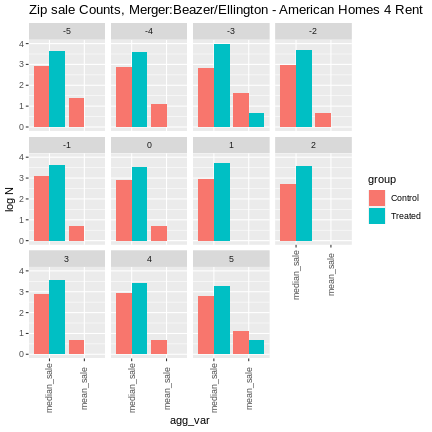 Zip sale Counts, Merger:Beazer/Ellington - American Homes 4 Rent
-5 -4 -3 -2
4
3
2
1
0
-1 0 1 2
4
3
2
1
0
3 4 5
4
3
2
1
0
log N
median_sale mean_sale median_sale mean_sale median_sale mean_sale median_sale mean_sale
agg_var
group
Control
Treated